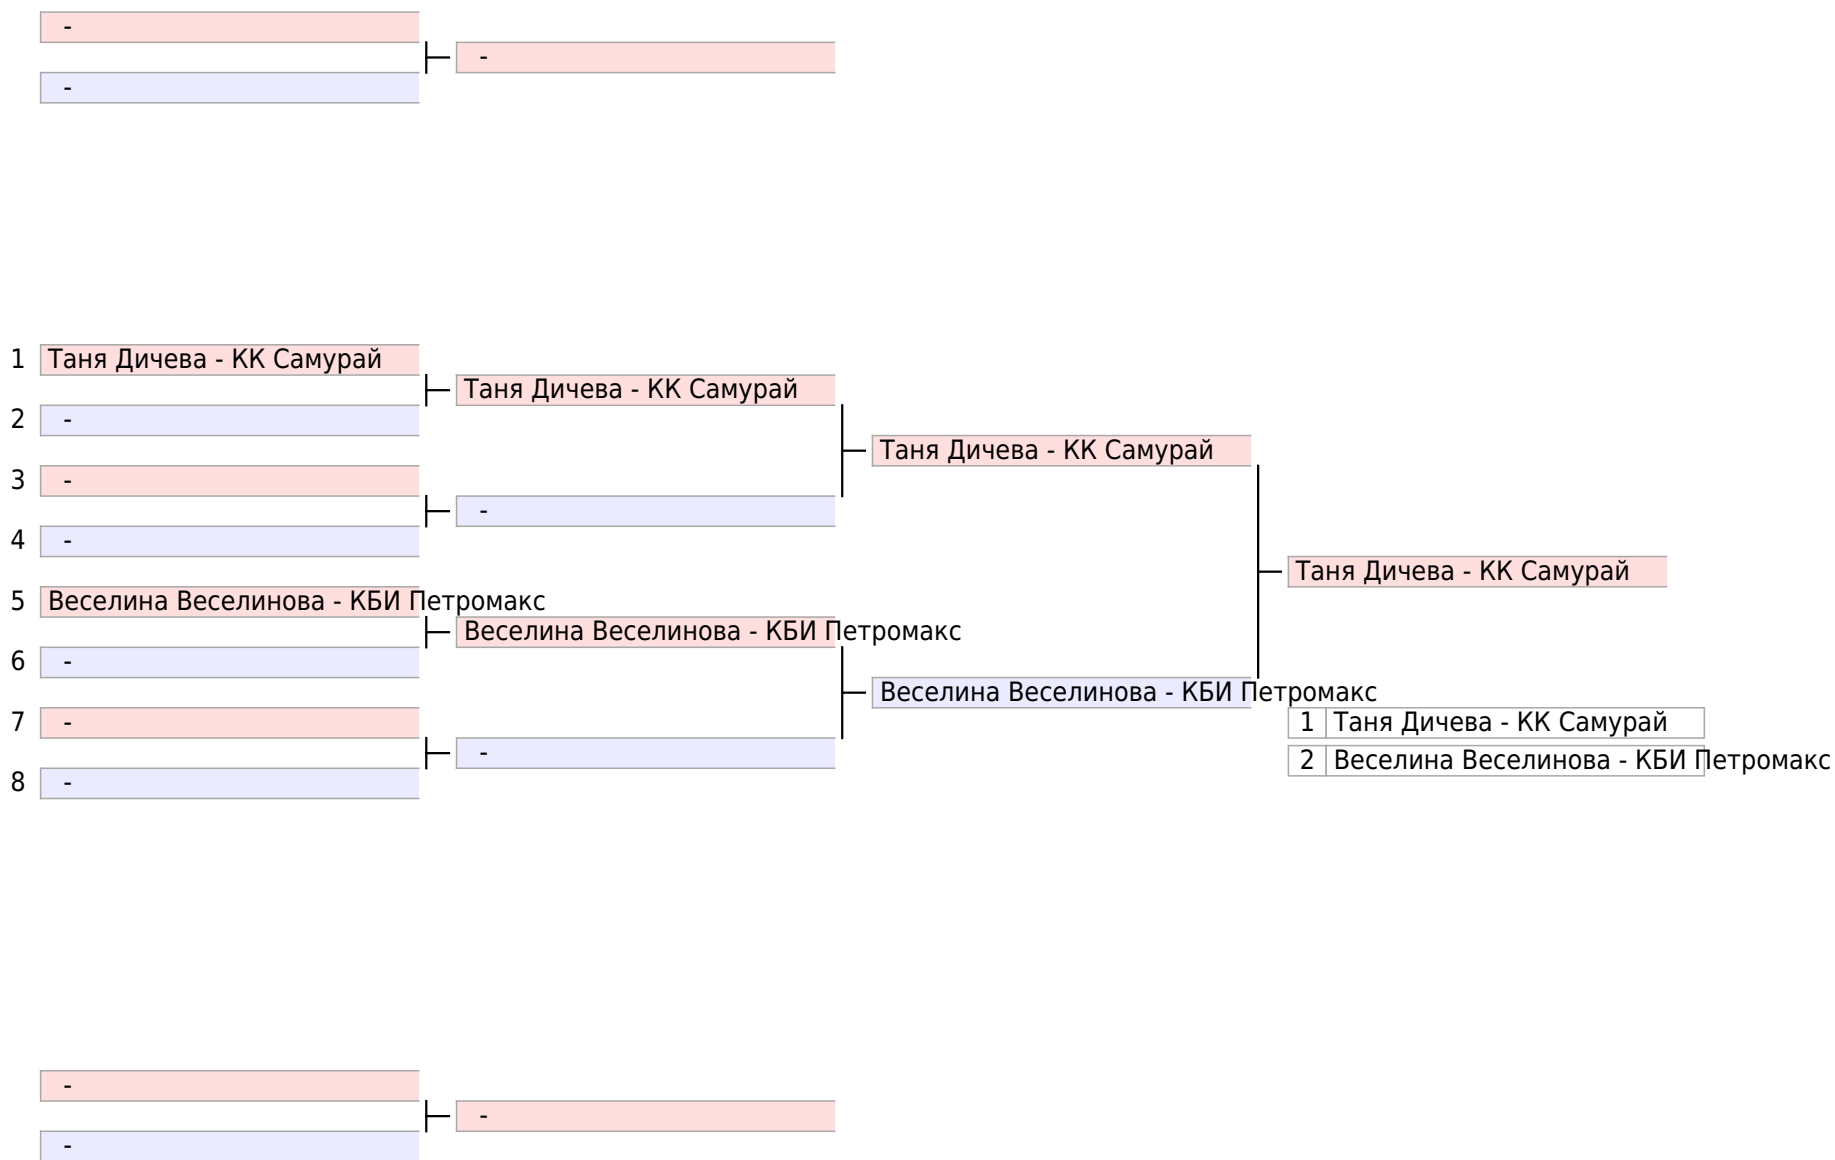 -
-
-
1 Таня Дичева - КК Самурай
Таня Дичева - КК Самурай
2 -
Таня Дичева - КК Самурай
3 -
-
4 -
Таня Дичева - КК Самурай
5 Веселина Веселинова - КБИ Петромакс
Веселина Веселинова - КБИ Петромакс
6 -
Веселина Веселинова - КБИ Петромакс
7 -
1 Таня Дичева - КК Самурай
-
2 Веселина Веселинова - КБИ Петромакс
8 -
-
-
-